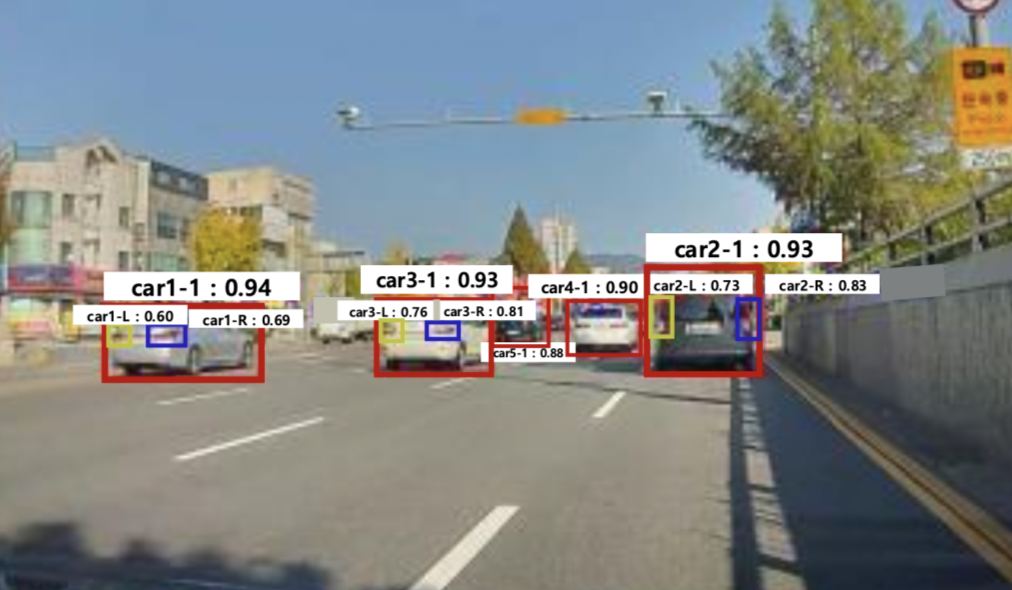 car2-1 : 0.93
car3-1 : 0.93
car1-1 : 0.94
car4-1 : 0.90
car2-L : 0.73
car2-R : 0.83
car1-L : 0.60
car1-R : 0.69
car3-L : 0.76
car3-R : 0.81
car5-1 : 0.88